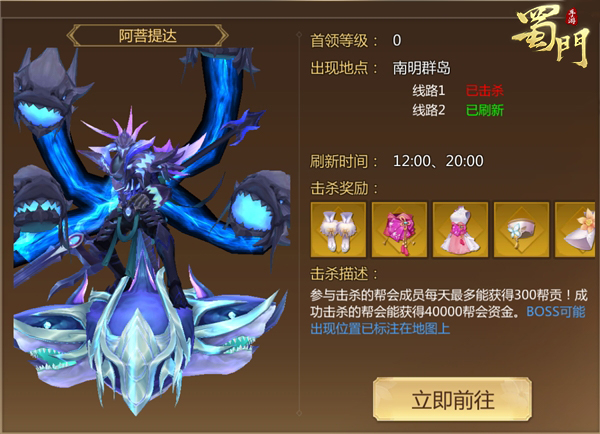 阿菩提达
蜀門
手游
首领等级： 0
出现地点： 南明群岛
线路1 已击杀
线路2 已刷新
刷新时间： 12:00、20:00
击杀奖励：
击杀描述：
参与击杀的帮会成员每天最多能获得300帮贡！成
功击杀的帮会能获得40000帮会资金。BOSS可能
出现位置已标注在地图上
立即前往